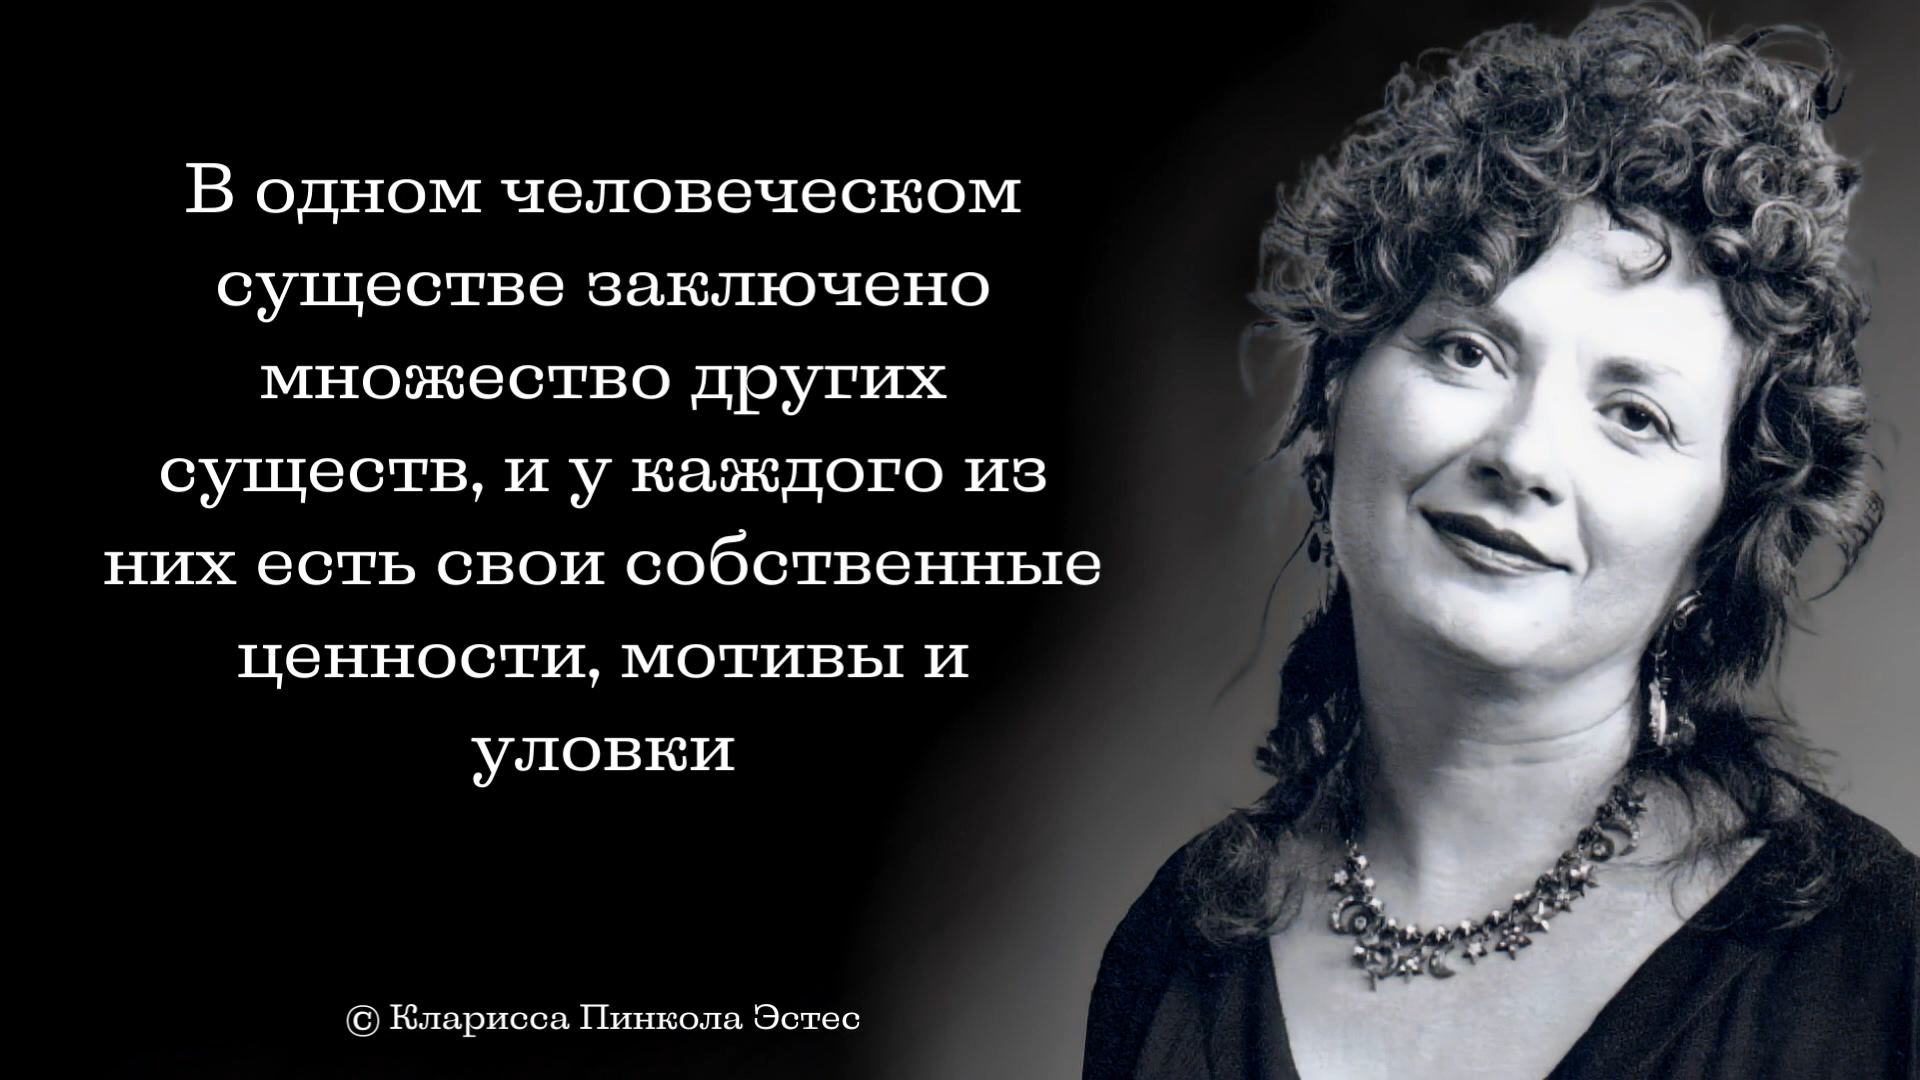 В одном человеческом
существе заключено
множество других
существ, и у каждого из
них есть свои собственные
ценности, мотивы и
уловки
© Кларисса Пинкола Эстес